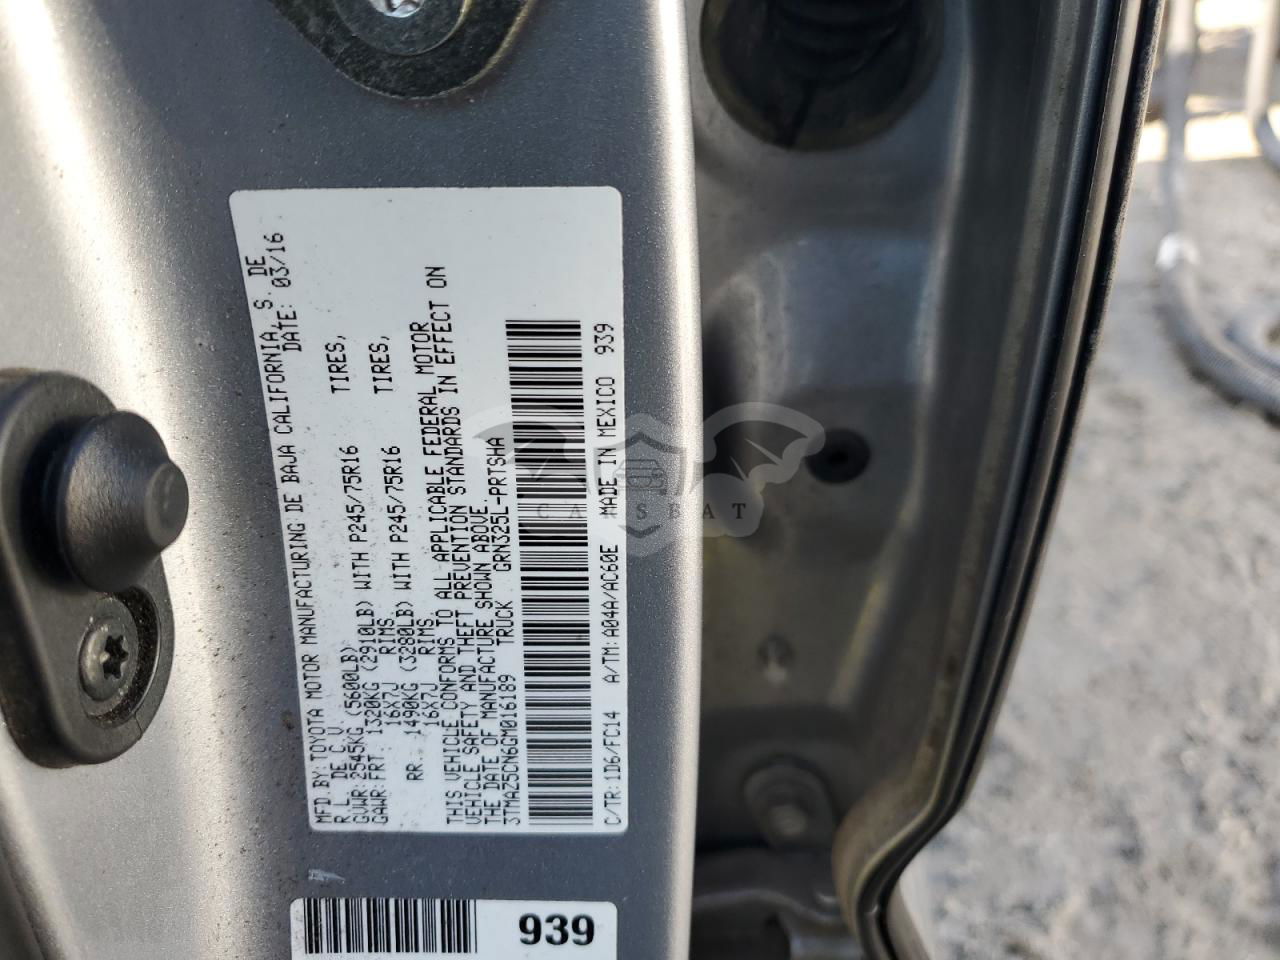 MFD.BY:TOYOTA MOTOR MANUFACTURING DE BAJA CALIFORNIA, S. DE
R.L. DE C.V. DATE: 03/16
GVWR:2545KG (5600LB)
GAWR:FRT. 1320KG (2910LB) WITH P245/75R16 TIRES,
16X7J RIMS
RR. 1490KG (3280LB) WITH P245/75R16 TIRES,
16X7J RIMS
THIS VEHICLE CONFORMS TO ALL APPLICABLE FEDERAL MOTOR
VEHICLE SAFETY AND THEFT PREVENTION STANDARDS IN EFFECT ON
THE DATE OF MANUFACTURE SHOWN ABOVE.
3TMAZ5CN6GM016189 TRUCK GRN325L-PRTSHA
C/TR:1D6/FC14 A/TM:A04A/AC60E MADE IN MEXICO 939
939
CARSBAT